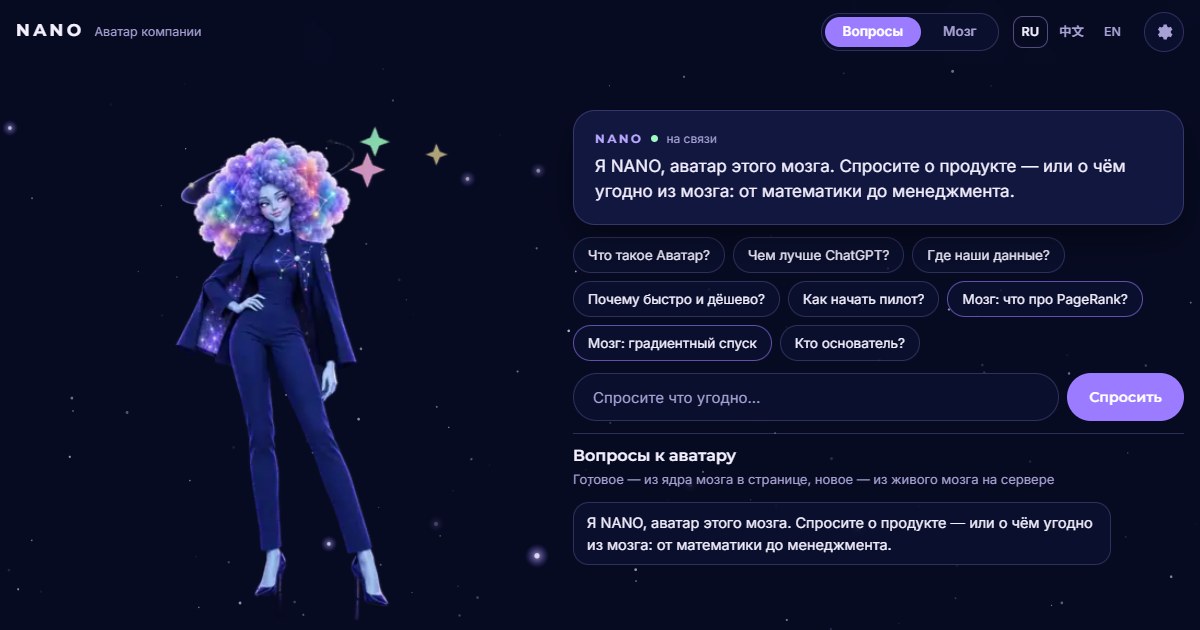 NANO Аватар компании
Вопросы Мозг RU 中文 EN
NANO на связи
Я NANO, аватар этого мозга. Спросите о продукте — или о чём
угодно из мозга: от математики до менеджмента.
Что такое Аватар? Чем лучше ChatGPT? Где наши данные?
Почему быстро и дёшево? Как начать пилот? Мозг: что про PageRank?
Мозг: градиентный спуск Кто основатель?
Спросите что угодно... Спросить
Вопросы к аватару
Готовое — из ядра мозга в странице, новое — из живого мозга на сервере
Я NANO, аватар этого мозга. Спросите о продукте — или о чём угодно
из мозга: от математики до менеджмента.